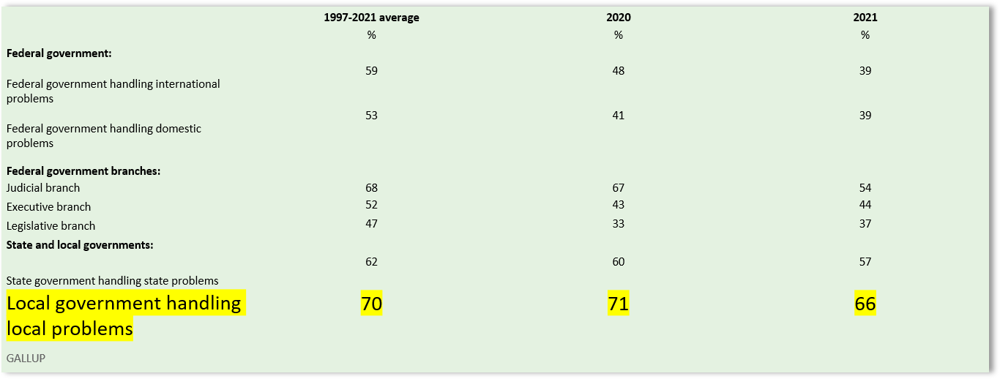 1997-2021 average 2020 2021
% % %
Federal government:
59 48 39
Federal government handling international
problems
53 41 39
Federal government handling domestic
problems
Federal government branches:
Judicial branch 68 67 54
Executive branch 52 43 44
Legislative branch 47 33 37
State and local governments:
62 60 57
State government handling state problems
Local government handling 70 71 66
local problems
GALLUP